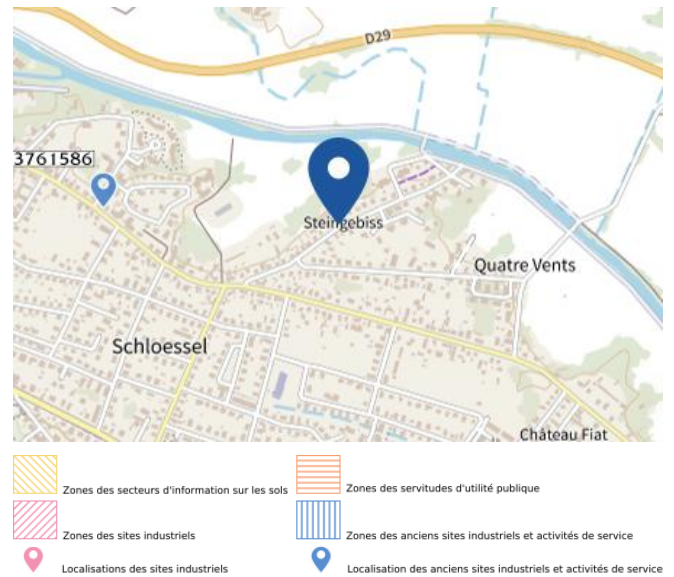 D29
3761586
Steingebiss
Quatre Vents
Schloessel
Château Fiat
Zones des secteurs d'information sur les sols
Zones des servitudes d'utilité publique
Zones des sites industriels
Zones des anciens sites industriels et activités de service
Localisations des sites industriels
Localisation des anciens sites industriels et activités de service